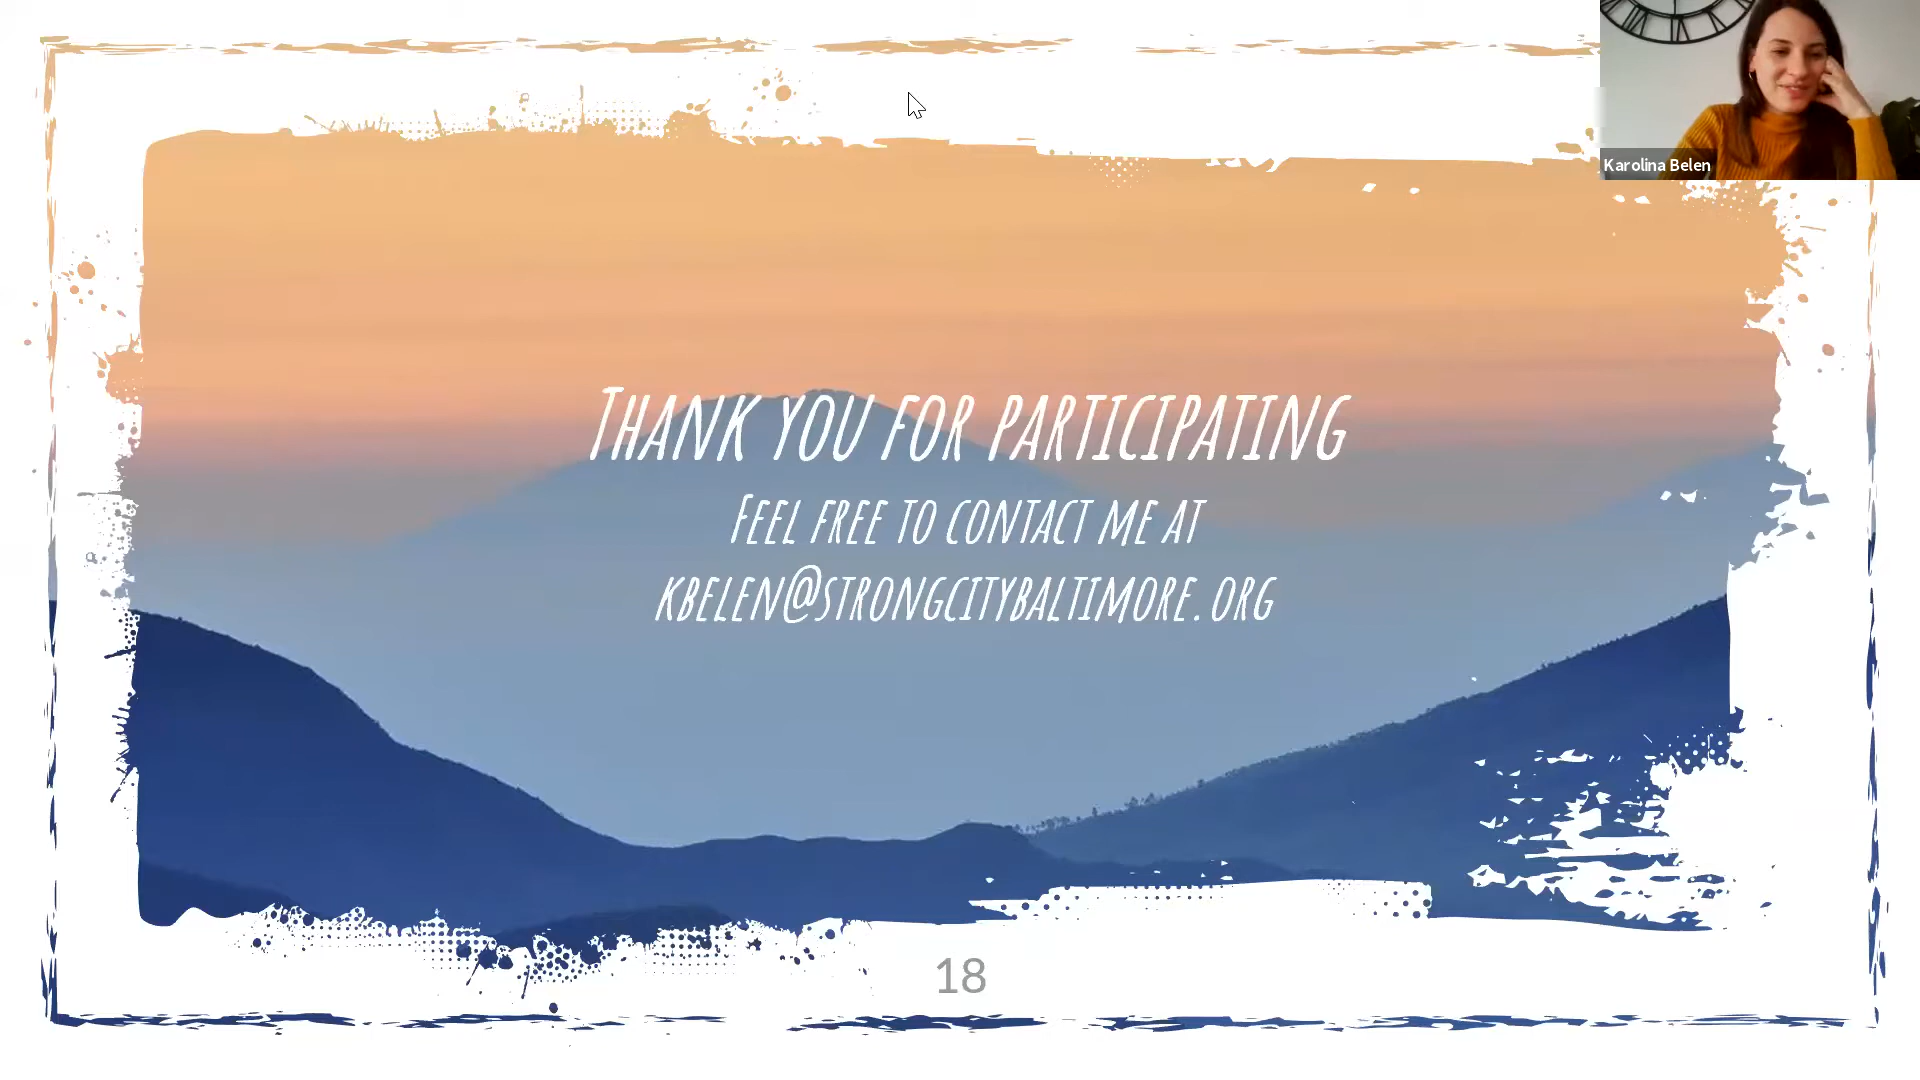 Karolina Belen
THANK YOU FOR PARTICIPATING
FEEL FREE TO CONTACT ME AT
KBELEN@STRONGCITYBALTIMORE.ORG
18